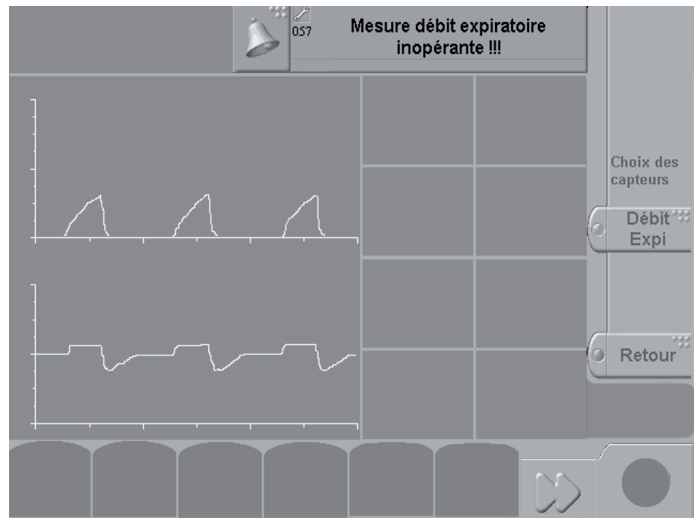 057
Mesure débit expiratoire
inopérante !!!
Choix des
capteurs
Débit
Expi
Retour